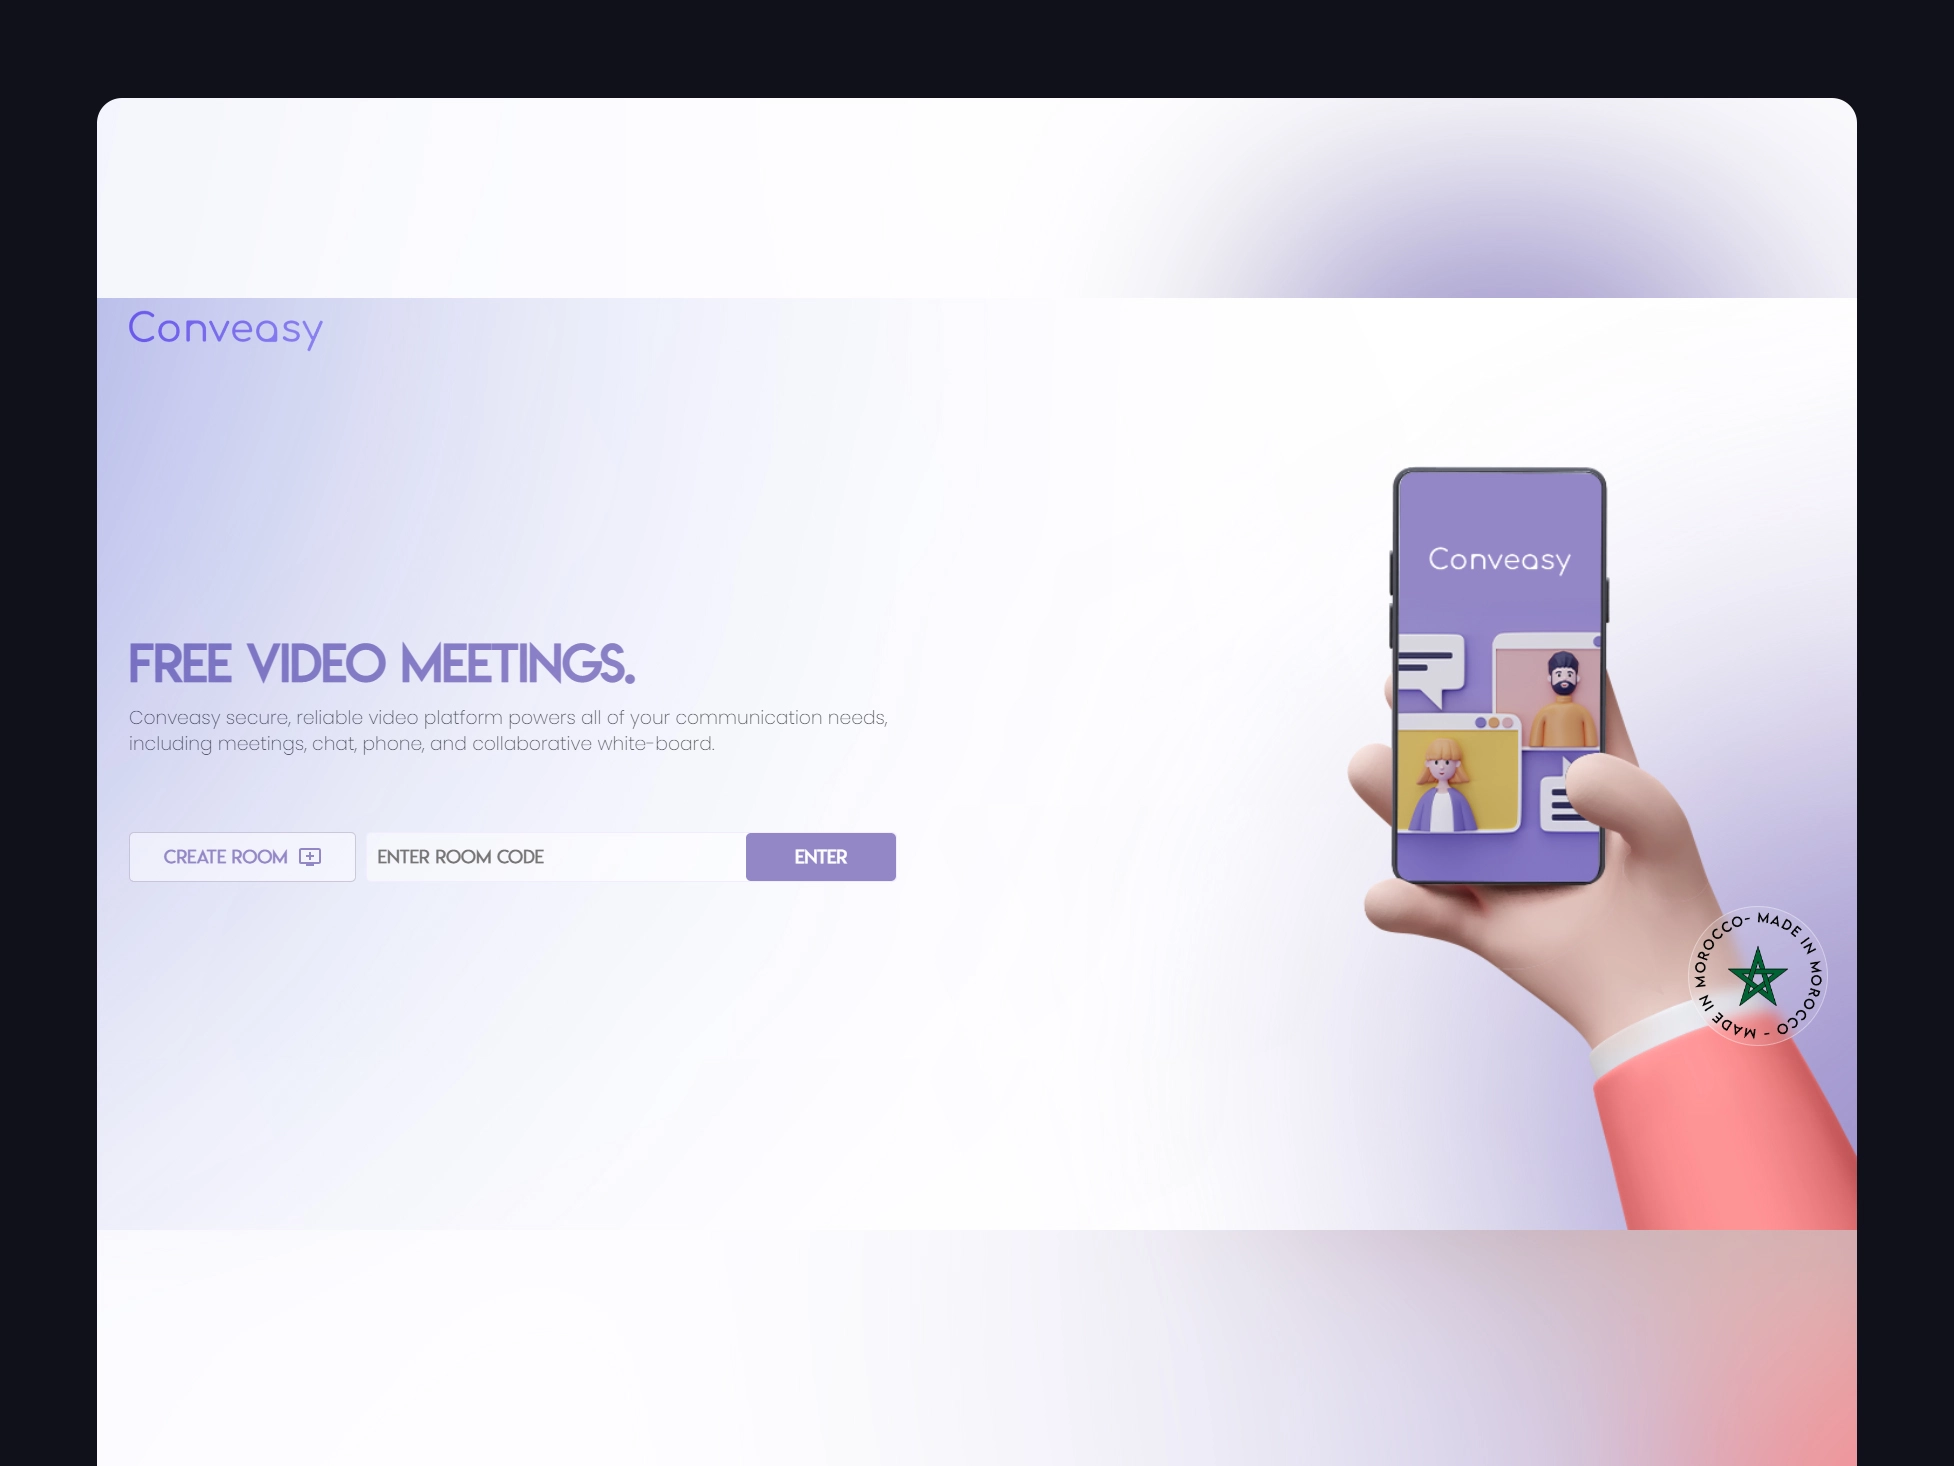 Conveasy
FREE VIDEO MEETINGS.
Conveasy secure, reliable video platform powers all of your communication needs,
including meetings, chat, phone, and collaborative white-board.
CREATE ROOM
ENTER ROOM CODE
ENTER
Conveasy
MADE IN MOROCCO - MADE IN MOROCCO-